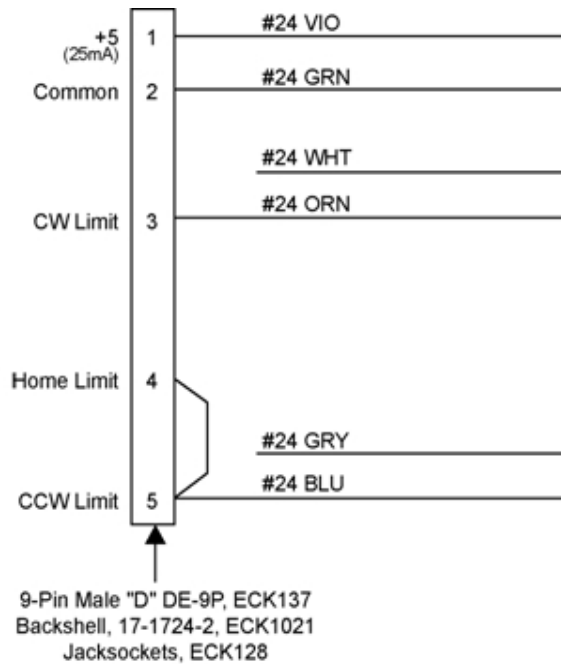 #24 VIO
+5 1
(25mA)
#24 GRN
Common 2
#24 WHT
#24 ORN
CW Limit 3
Home Limit 4
#24 GRY
#24 BLU
CCW Limit 5
9-Pin Male "D" DE-9P, ECK137
Backshell, 17-1724-2, ECK1021
Jacksockets, ECK128